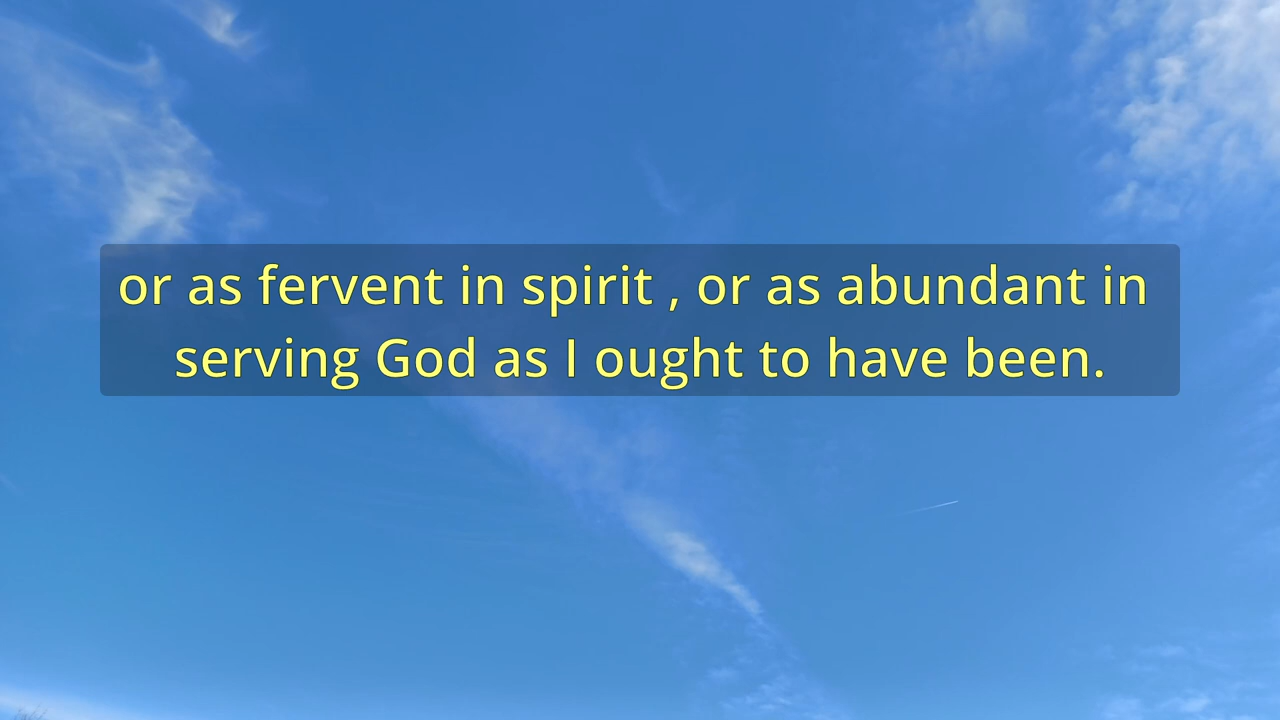 or as fervent in spirit , or as abundant in
serving God as I ought to have been.